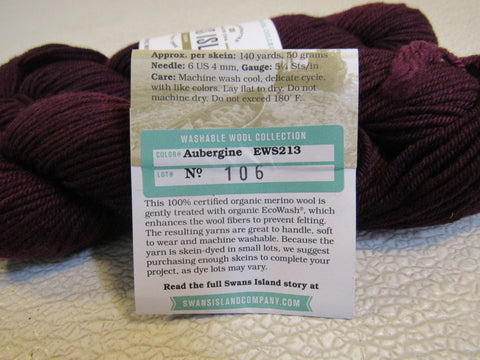 Approx. per skein: 140 yards, 50 grams
Needle: 6 US 4 mm, Gauge: 5¼ Sts/in
Care: Machine wash cool, delicate cycle,
with like colors. Lay flat to dry. Do not
machine dry. Do not exceed 180° F.
WASHABLE WOOL COLLECTION
COLOR# Aubergine EWS213
LOT# Nº 106
This 100% certified organic merino wool is
gently treated with organic EcoWash®, which
enhances the wool fibers to prevent felting.
The resulting yarns are great to handle, soft
to wear and machine washable. Because the
yarn is skein-dyed in small lots, we suggest
purchasing enough skeins to complete your
project, as dye lots may vary.
Read the full Swans Island story at
SWANSISLANDCOMPANY.COM